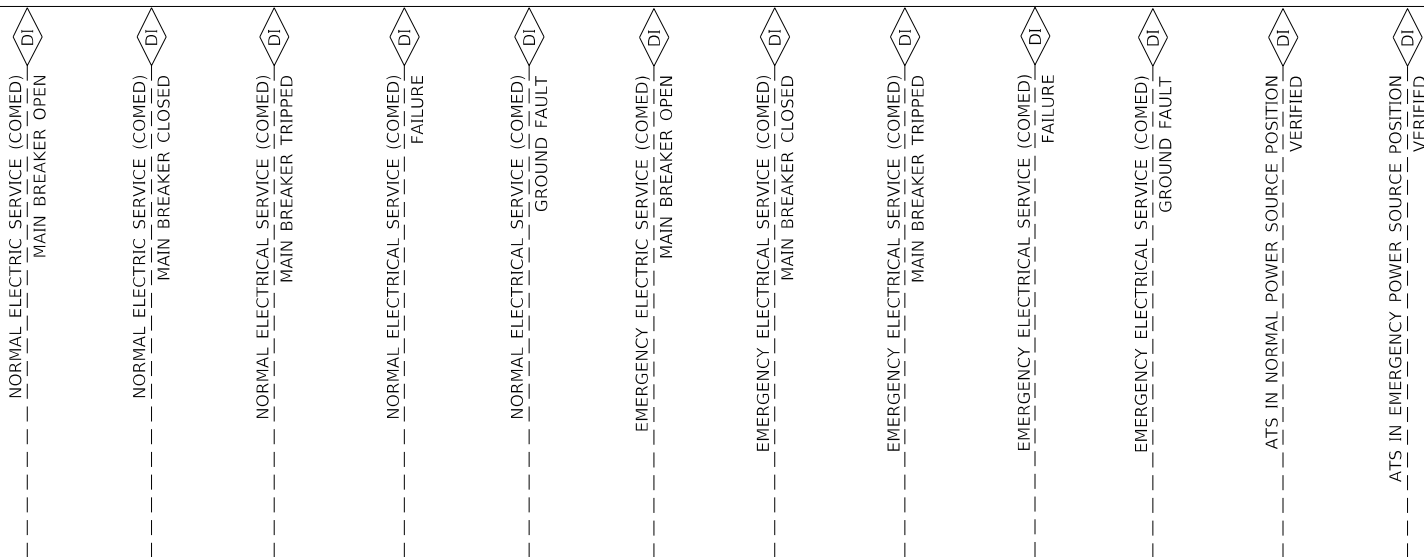 DI
NORMAL ELECTRIC SERVICE (COMED)
MAIN BREAKER OPEN
DI
NORMAL ELECTRIC SERVICE (COMED)
MAIN BREAKER CLOSED
DI
NORMAL ELECTRICAL SERVICE (COMED)
MAIN BREAKER TRIPPED
DI
NORMAL ELECTRICAL SERVICE (COMED)
FAILURE
DI
NORMAL ELECTRICAL SERVICE (COMED)
GROUND FAULT
DI
EMERGENCY ELECTRIC SERVICE (COMED)
MAIN BREAKER OPEN
DI
EMERGENCY ELECTRICAL SERVICE (COMED)
MAIN BREAKER CLOSED
DI
EMERGENCY ELECTRICAL SERVICE (COMED)
MAIN BREAKER TRIPPED
DI
EMERGENCY ELECTRICAL SERVICE (COMED)
FAILURE
DI
EMERGENCY ELECTRICAL SERVICE (COMED)
GROUND FAULT
DI
ATS IN NORMAL POWER SOURCE POSITION
VERIFIED
DI
ATS IN EMERGENCY POWER SOURCE POSITION
VERIFIED